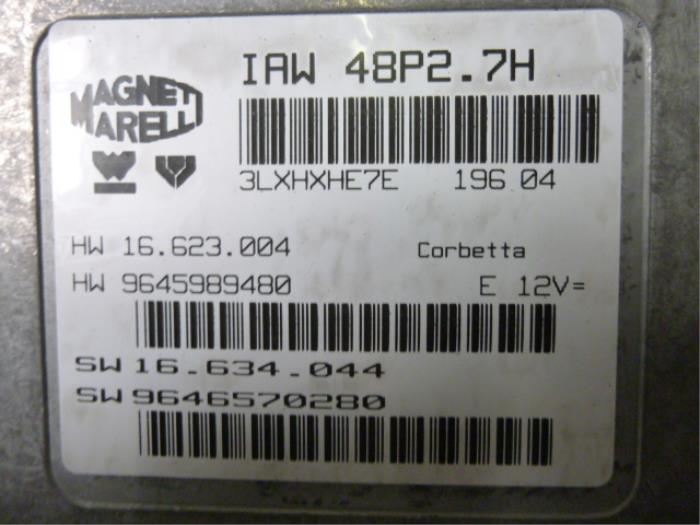 MAGNETI
MARELLI
IAW 48P2.7H
3LXHXHE7E 196 04
HW 16.623.004 Corbetta
HW 9645989480 E 12V=
SW 16.634.044
SW 9646570280